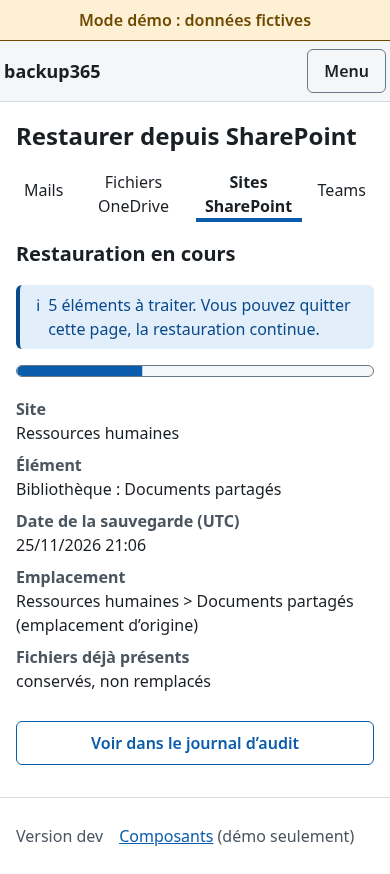 Mode démo : données fictives
backup365
Menu
Restaurer depuis SharePoint
Mails
Fichiers
OneDrive
Sites
SharePoint
Teams
Restauration en cours
i 5 éléments à traiter. Vous pouvez quitter
cette page, la restauration continue.
Site
Ressources humaines
Élément
Bibliothèque : Documents partagés
Date de la sauvegarde (UTC)
25/11/2026 21:06
Emplacement
Ressources humaines > Documents partagés
(emplacement d’origine)
Fichiers déjà présents
conservés, non remplacés
Voir dans le journal d’audit
Version dev Composants (démo seulement)